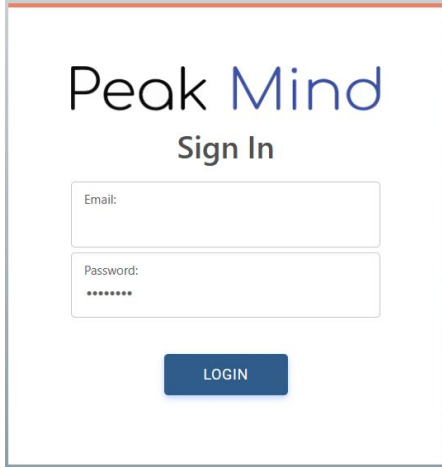 Peak Mind
Sign In
Email:
Password:
••••••••
LOGIN